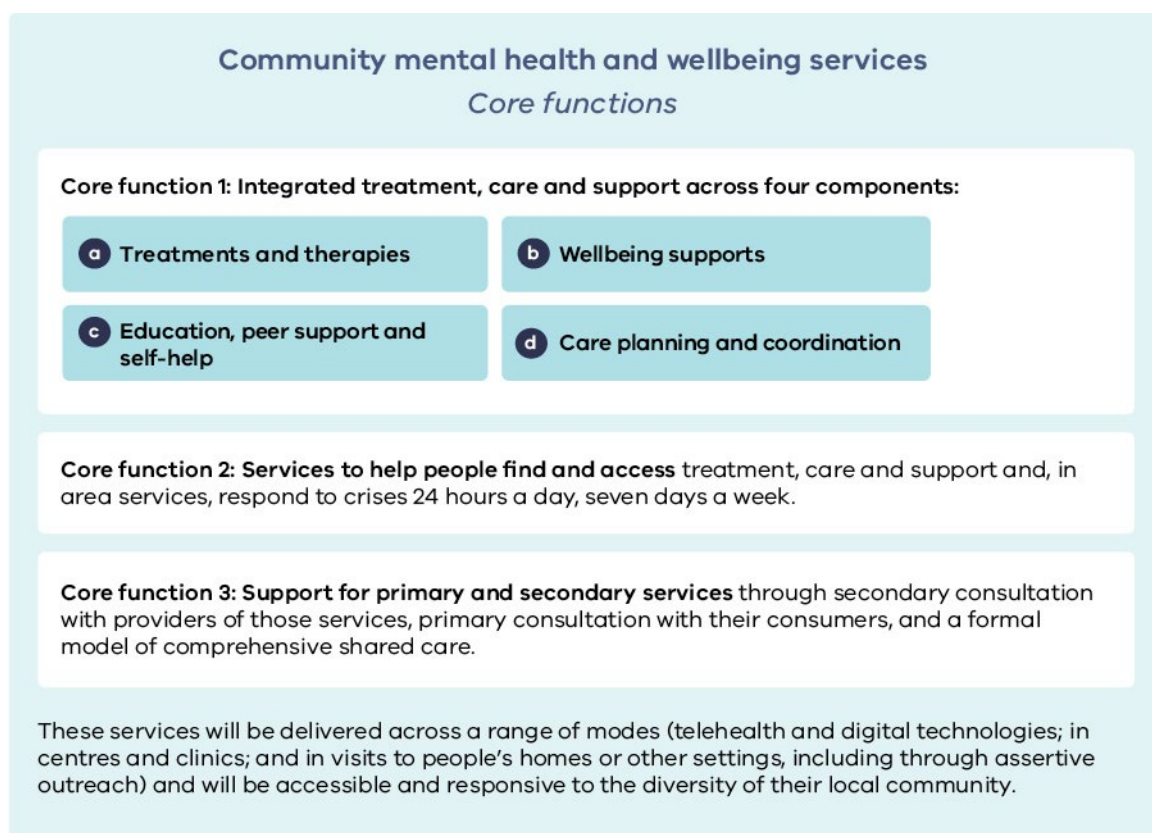 Community mental health and wellbeing services
Core functions
Core function 1: Integrated treatment, care and support across four components:
a Treatments and therapies
b Wellbeing supports
c Education, peer support and
self-help
d Care planning and coordination
Core function 2: Services to help people find and access treatment, care and support and, in
area services, respond to crises 24 hours a day, seven days a week.
Core function 3: Support for primary and secondary services through secondary consultation
with providers of those services, primary consultation with their consumers, and a formal
model of comprehensive shared care.
These services will be delivered across a range of modes (telehealth and digital technologies; in
centres and clinics; and in visits to people’s homes or other settings, including through assertive
outreach) and will be accessible and responsive to the diversity of their local community.